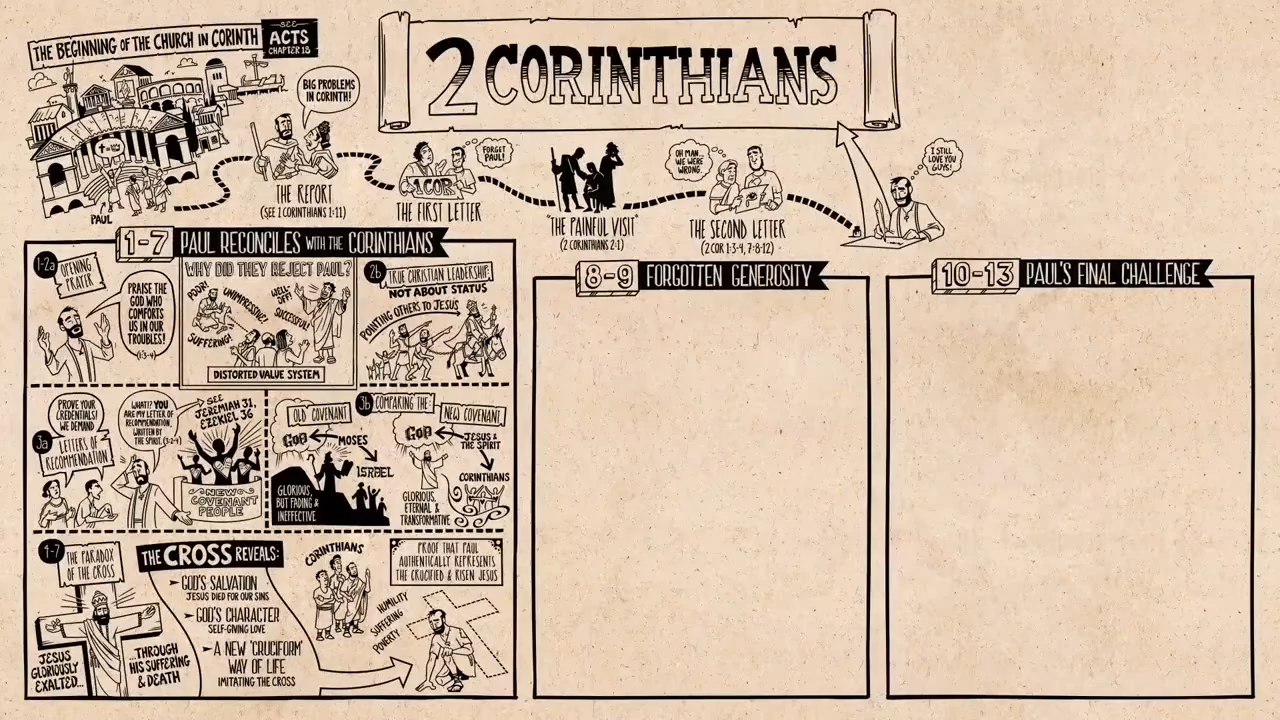 THE BEGINNING OF THE CHURCH IN CORINTH
SEE
ACTS
CHAPTER 18
2 CORINTHIANS
BIG PROBLEMS
IN CORINTH!
PAUL
THE REPORT
(SEE 1 CORINTHIANS 1:11)
1 COR
FORGET
PAUL!
THE FIRST LETTER
"THE PAINFUL VISIT"
(2 CORINTHIANS 2:1)
OH MAN...
WE WERE
WRONG.
THE SECOND LETTER
(2 COR 1:3-4, 7:8-12)
I STILL
LOVE YOU
GUYS!
1-7 PAUL RECONCILES WITH THE CORINTHIANS
1-2a
OPENING
PRAYER
PRAISE THE
GOD WHO
COMFORTS
US IN OUR
TROUBLES!
(1:3-4)
WHY DID THEY REJECT PAUL?
POOR!
UNIMPRESSIVE!
SUFFERING!
WELL-
OFF!
SUCCESSFUL!
DISTORTED VALUE SYSTEM
2b
TRUE CHRISTIAN LEADERSHIP:
NOT ABOUT STATUS
POINTING OTHERS TO JESUS
PROVE YOUR
CREDENTIALS!
WE DEMAND
3a
LETTERS OF
RECOMMENDATION
WHAT! YOU
ARE MY LETTER OF
RECOMMENDATION,
WRITTEN BY
THE SPIRIT. (3:2-4)
SEE
JEREMIAH 31,
EZEKIEL 36
NEW
COVENANT
PEOPLE
3b
COMPARING THE:
OLD COVENANT
GOD
MOSES
ISRAEL
GLORIOUS,
BUT FADING &
INEFFECTIVE
NEW COVENANT
GOD
JESUS &
THE SPIRIT
CORINTHIANS
GLORIOUS,
ETERNAL &
TRANSFORMATIVE
4-7
THE PARADOX
OF THE CROSS
JESUS
GLORIOUSLY
EXALTED...
...THROUGH
HIS SUFFERING
& DEATH
THE CROSS REVEALS:
GOD'S SALVATION
JESUS DIED FOR OUR SINS
GOD'S CHARACTER
SELF-GIVING LOVE
A NEW 'CRUCIFORM'
WAY OF LIFE
IMITATING THE CROSS
CORINTHIANS
PROOF THAT PAUL
AUTHENTICALLY REPRESENTS
THE CRUCIFIED & RISEN JESUS
HUMILITY
SUFFERING
POVERTY
8-9 FORGOTTEN GENEROSITY
10-13 PAUL'S FINAL CHALLENGE